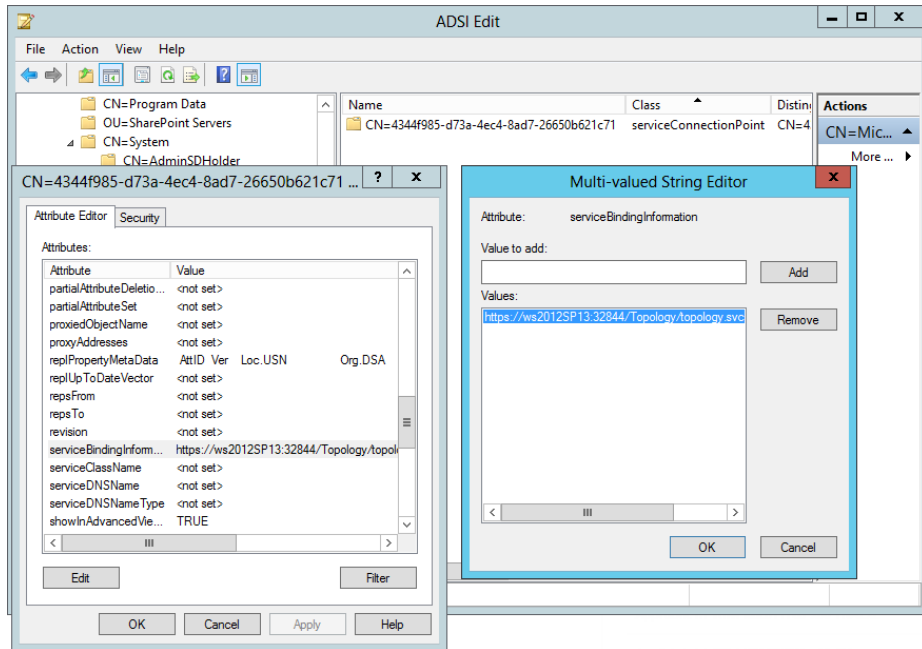 ADSI Edit
File Action View Help
CN=Program Data
OU=SharePoint Servers
CN=System
CN=AdminSDHolder
Name Class Distin
CN=4344f985-d73a-4ec4-8ad7-26650b621c71 serviceConnectionPoint CN=4
Actions
CN=Mic...
More ...
CN=4344f985-d73a-4ec4-8ad7-26650b621c71 ... ? x
Attribute Editor Security
Attributes:
Attribute Value
partialAttributeDeletio... <not set>
partialAttributeSet <not set>
proxiedObjectName <not set>
proxyAddresses <not set>
replPropertyMetaData AttID Ver Loc.USN Org.DSA
replUpToDateVector <not set>
repsFrom <not set>
repsTo <not set>
revision <not set>
serviceBindingInform... https://ws2012SP13:32844/Topology/topol
serviceClassName <not set>
serviceDNSName <not set>
serviceDNSNameType <not set>
showInAdvancedVie... TRUE
Edit Filter
OK Cancel Apply Help
Multi-valued String Editor x
Attribute: serviceBindingInformation
Value to add:
Add
Values:
https://ws2012SP13:32844/Topology/topology.svc
Remove
OK Cancel